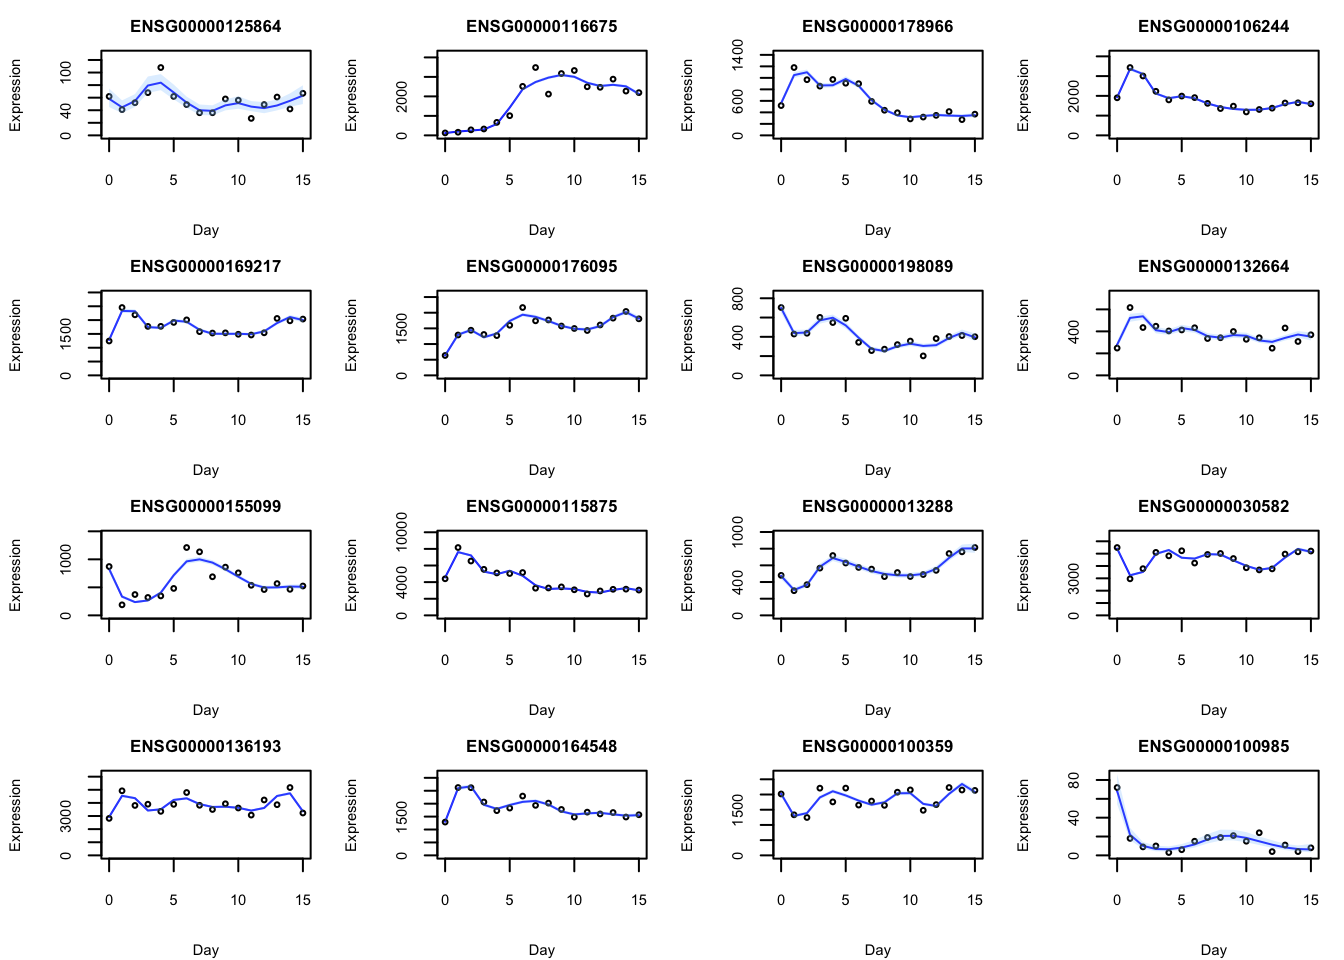 ENSG00000125864
Expression
0 40 100
0 5 10 15
Day
ENSG00000116675
Expression
0 2000
0 5 10 15
Day
ENSG00000178966
Expression
0 600 1400
0 5 10 15
Day
ENSG00000106244
Expression
0 2000
0 5 10 15
Day
ENSG00000169217
Expression
0 1500
0 5 10 15
Day
ENSG00000176095
Expression
0 1500
0 5 10 15
Day
ENSG00000198089
Expression
0 400 800
0 5 10 15
Day
ENSG00000132664
Expression
0 400
0 5 10 15
Day
ENSG00000155099
Expression
0 1000
0 5 10 15
Day
ENSG00000115875
Expression
0 4000 10000
0 5 10 15
Day
ENSG00000013288
Expression
0 400 1000
0 5 10 15
Day
ENSG00000030582
Expression
0 3000
0 5 10 15
Day
ENSG00000136193
Expression
0 3000
0 5 10 15
Day
ENSG00000164548
Expression
0 1500
0 5 10 15
Day
ENSG00000100359
Expression
0 1500
0 5 10 15
Day
ENSG00000100985
Expression
0 40 80
0 5 10 15
Day